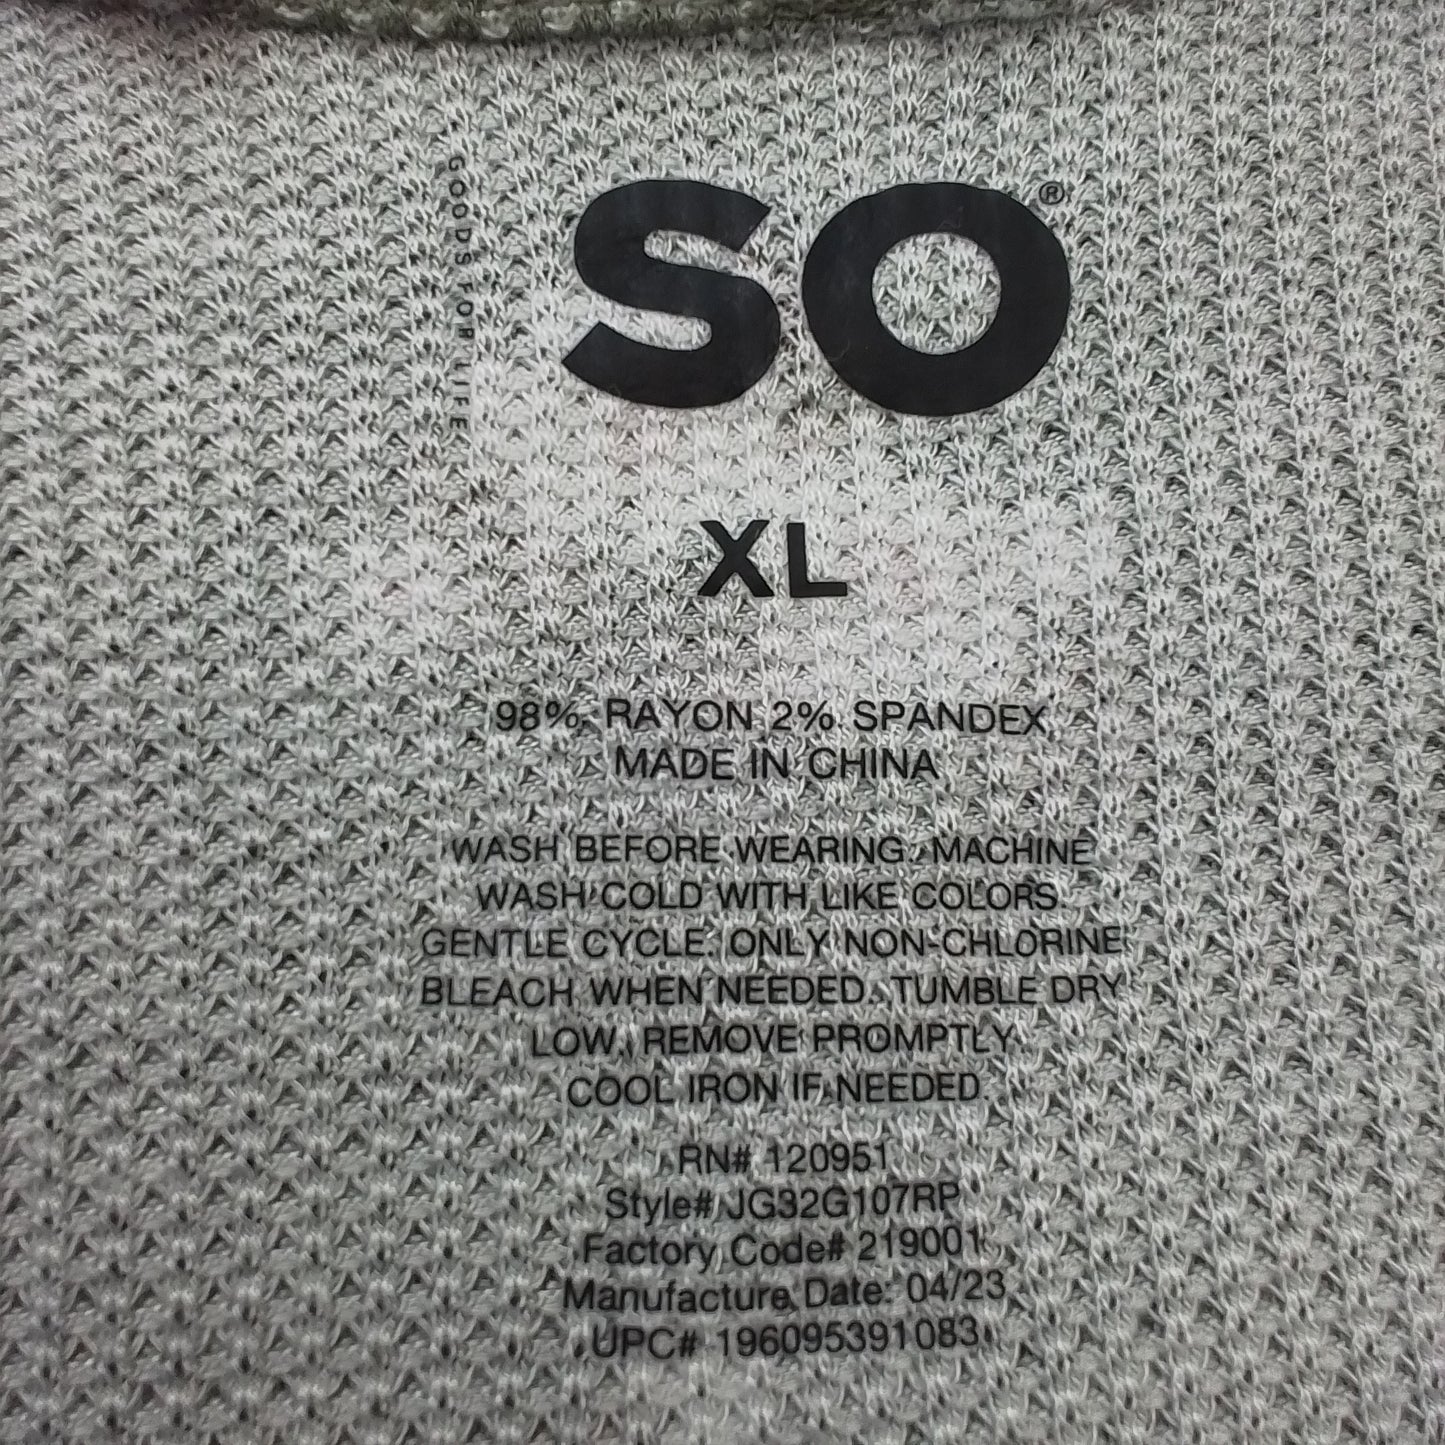 GOODS FOR LIFE
SO®
XL
98% RAYON 2% SPANDEX
MADE IN CHINA
WASH BEFORE WEARING. MACHINE
WASH COLD WITH LIKE COLORS.
GENTLE CYCLE. ONLY NON-CHLORINE
BLEACH WHEN NEEDED. TUMBLE DRY
LOW, REMOVE PROMPTLY.
COOL IRON IF NEEDED.
RN# 120951
Style# JG32G107RP
Factory Code# 219001
Manufacture Date: 04/23
UPC# 196095391083